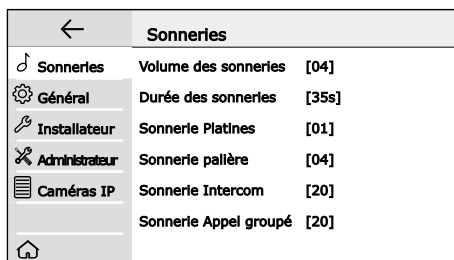 Sonneries
Sonneries
Général
Installateur
Administrateur
Caméras IP
Volume des sonneries [04]
Durée des sonneries [35s]
Sonnerie Platines [01]
Sonnerie palière [04]
Sonnerie Intercom [20]
Sonnerie Appel groupé [20]